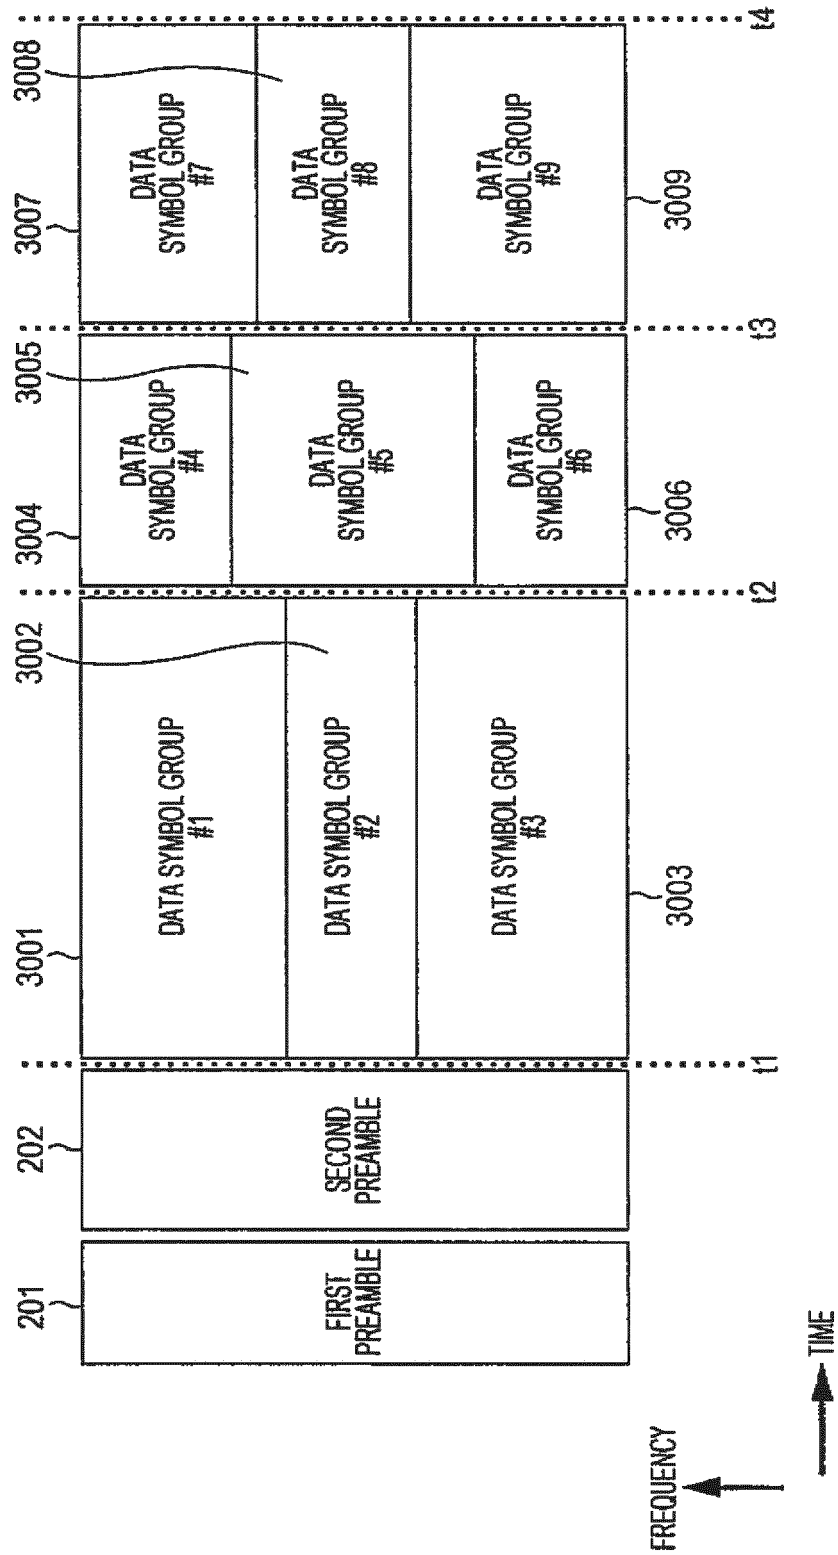 201
202
3001
3002
3004
3005
3007
3008
FIRST
PREAMBLE
SECOND
PREAMBLE
DATA SYMBOL GROUP
#1
DATA SYMBOL GROUP
#2
DATA SYMBOL GROUP
#3
DATA
SYMBOL GROUP
#4
DATA
SYMBOL GROUP
#5
DATA
SYMBOL GROUP
#6
DATA
SYMBOL GROUP
#7
DATA
SYMBOL GROUP
#8
DATA
SYMBOL GROUP
#9
3003
3006
3009
t1
t2
t3
t4
FREQUENCY
TIME